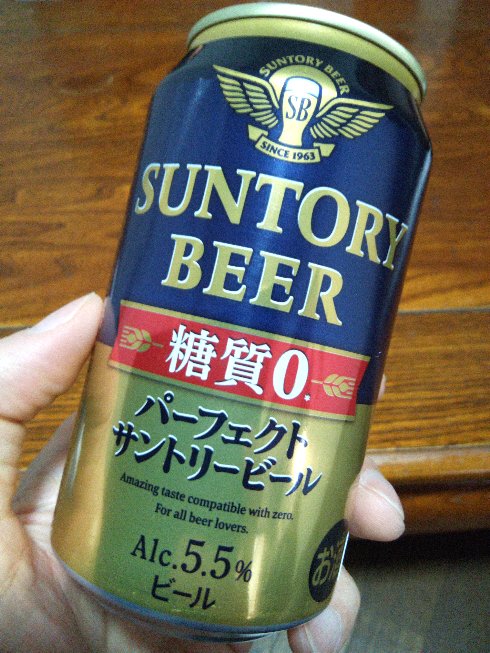 SUNTORY BEER
SB
SINCE 1963
SUNTORY
BEER
糖質0*
パーフェクト
サントリービール
Amazing taste compatible with zero.
For all beer lovers.
Alc.5.5%
ビール